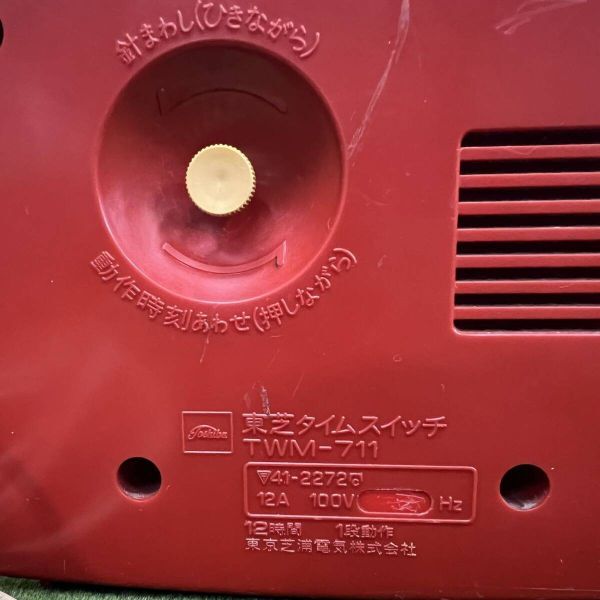 針まわし(ひきながら)
動作時刻あわせ(押しながら)
Toshiba
東芝タイムスイッチ
TWM-711
▽41-2272
12A 100V Hz
12時間 1段動作
東京芝浦電気株式会社